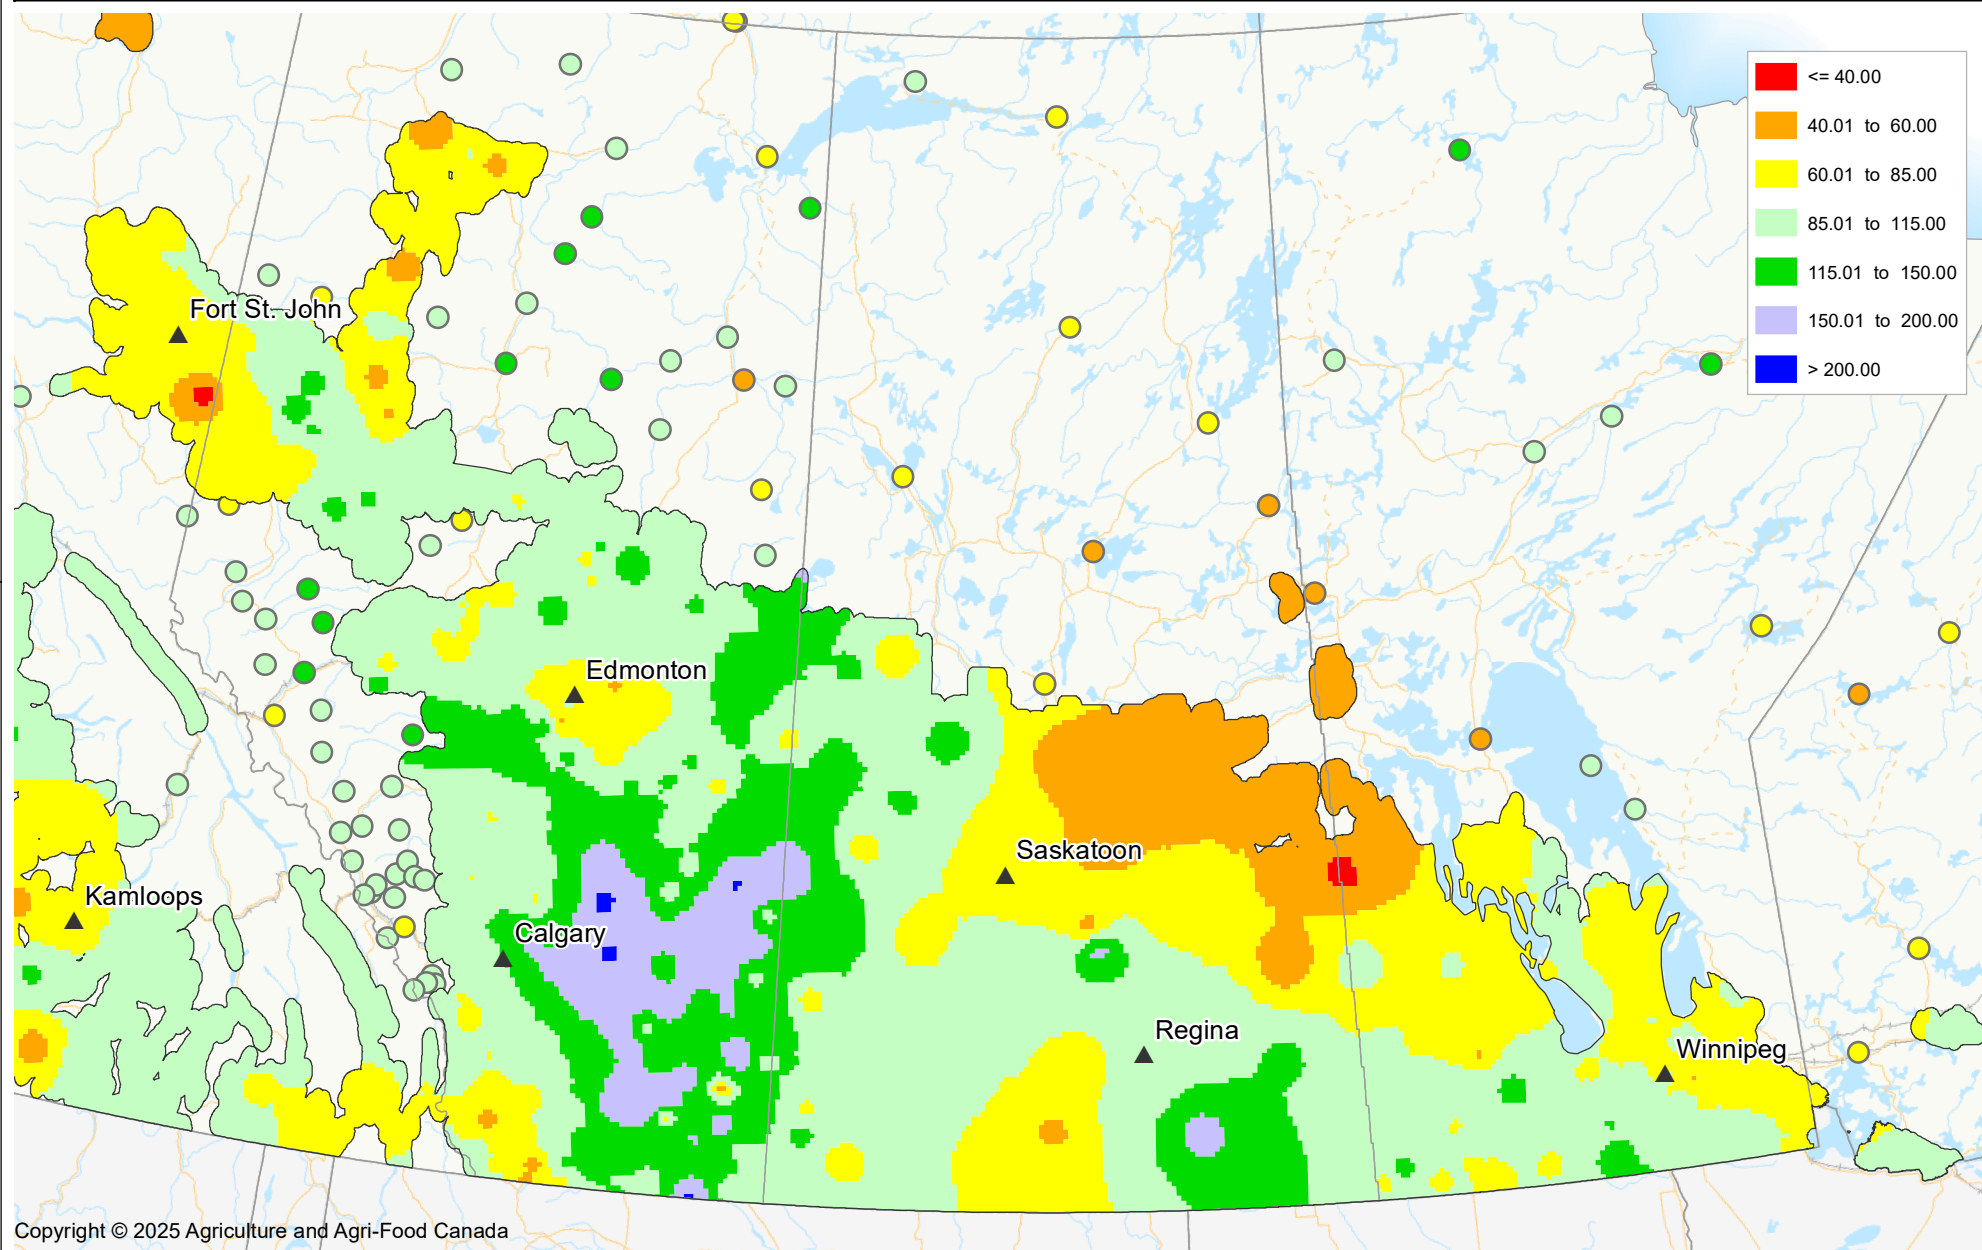 <= 40.00
40.01 to 60.00
60.01 to 85.00
85.01 to 115.00
115.01 to 150.00
150.01 to 200.00
> 200.00
Fort St. John
Edmonton
Saskatoon
Kamloops
Calgary
Regina
Winnipeg
Copyright © 2025 Agriculture and Agri-Food Canada